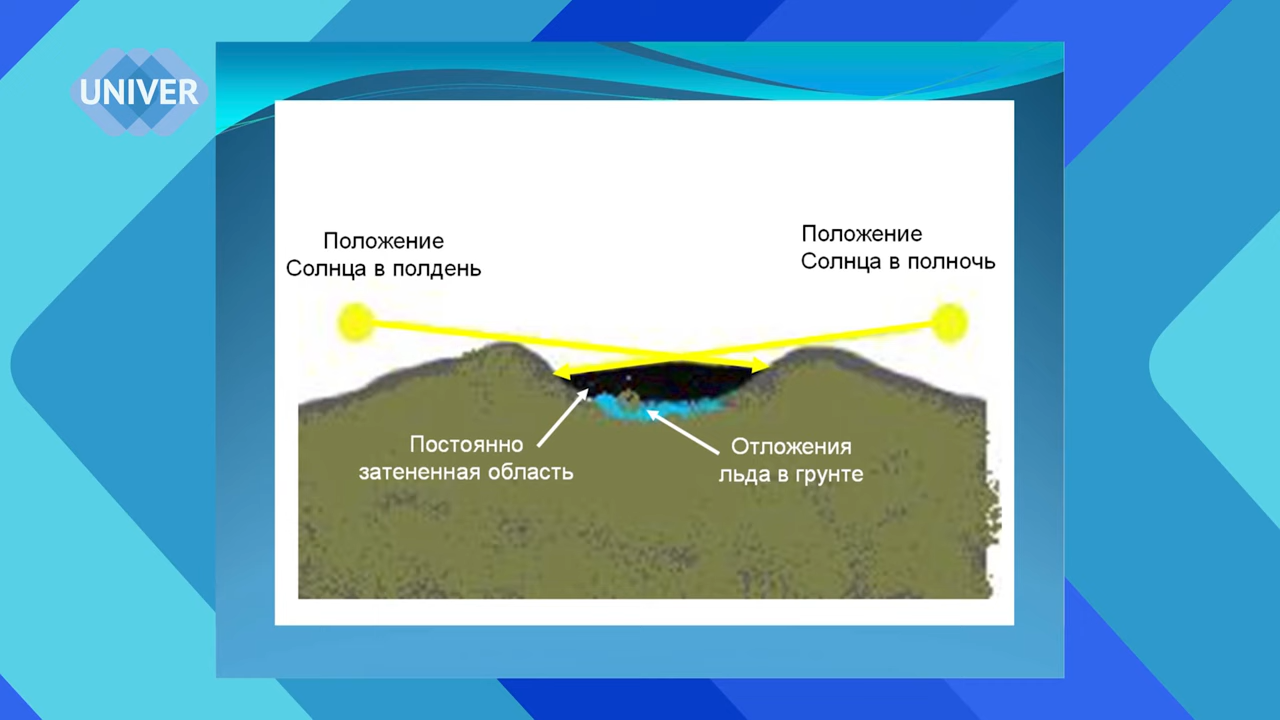 UNIVER
Положение
Солнца в полдень
Положение
Солнца в полночь
Постоянно
затененная область
Отложения
льда в грунте